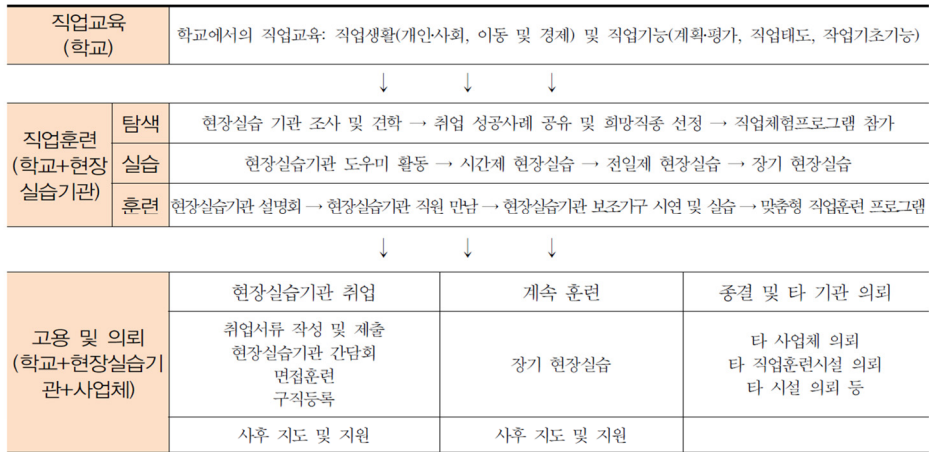 직업교육
(학교)
학교에서의 직업교육: 직업생활(개인·사회, 이동 및 경제) 및 직업기능(계획·평가, 직업태도, 작업기초기능)
↓ ↓ ↓
직업훈련
(학교+현장
실습기관)
탐색
현장실습 기관 조사 및 견학 → 취업 성공사례 공유 및 희망직종 선정 → 직업체험프로그램 참가
실습
현장실습기관 도우미 활동 → 시간제 현장실습 → 전일제 현장실습 → 장기 현장실습
훈련
현장실습기관 설명회 → 현장실습기관 직원 만남 → 현장실습기관 보조기구 시연 및 실습 → 맞춤형 직업훈련 프로그램
↓ ↓ ↓
고용 및 의뢰
(학교+현장실습기
관+사업체)
현장실습기관 취업
계속 훈련
종결 및 타 기관 의뢰
취업서류 작성 및 제출
현장실습기관 간담회
면접훈련
구직등록
장기 현장실습
타 사업체 의뢰
타 직업훈련시설 의뢰
타 시설 의뢰 등
사후 지도 및 지원
사후 지도 및 지원